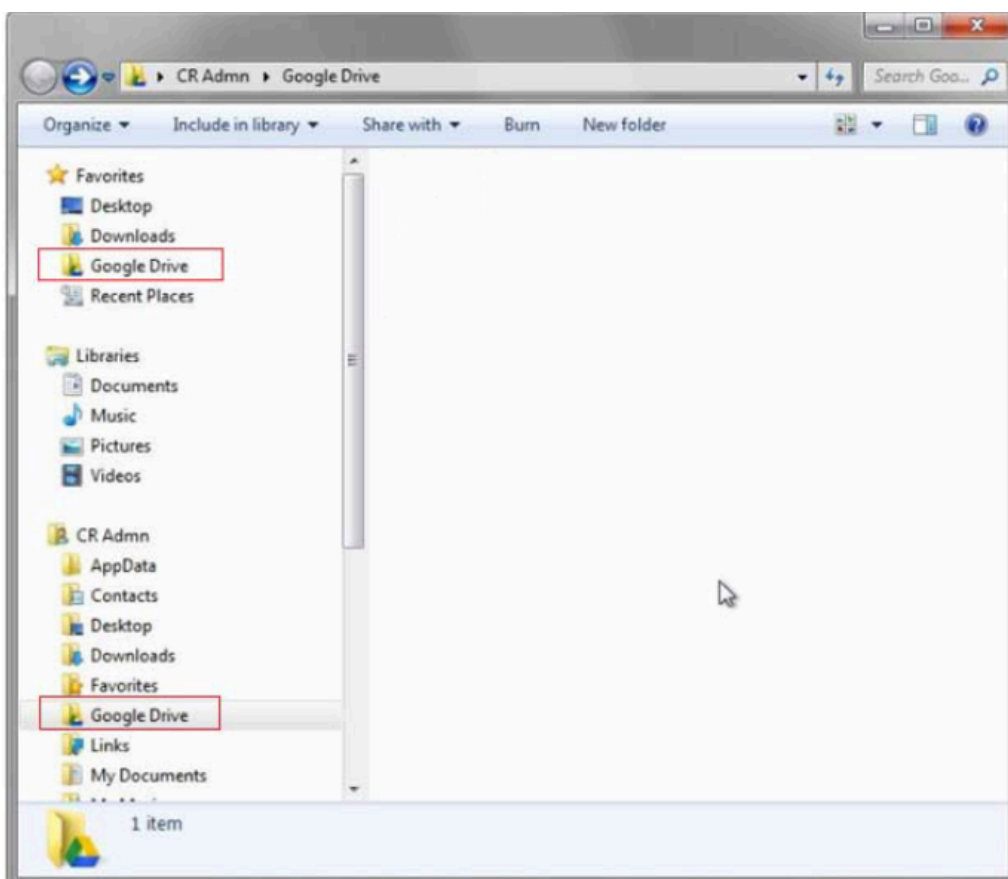 CR Admn Google Drive Search Goo...
Organize Include in library Share with Burn New folder
Favorites
Desktop
Downloads
Google Drive
Recent Places
Libraries
Documents
Music
Pictures
Videos
CR Admn
AppData
Contacts
Desktop
Downloads
Favorites
Google Drive
Links
My Documents
1 item